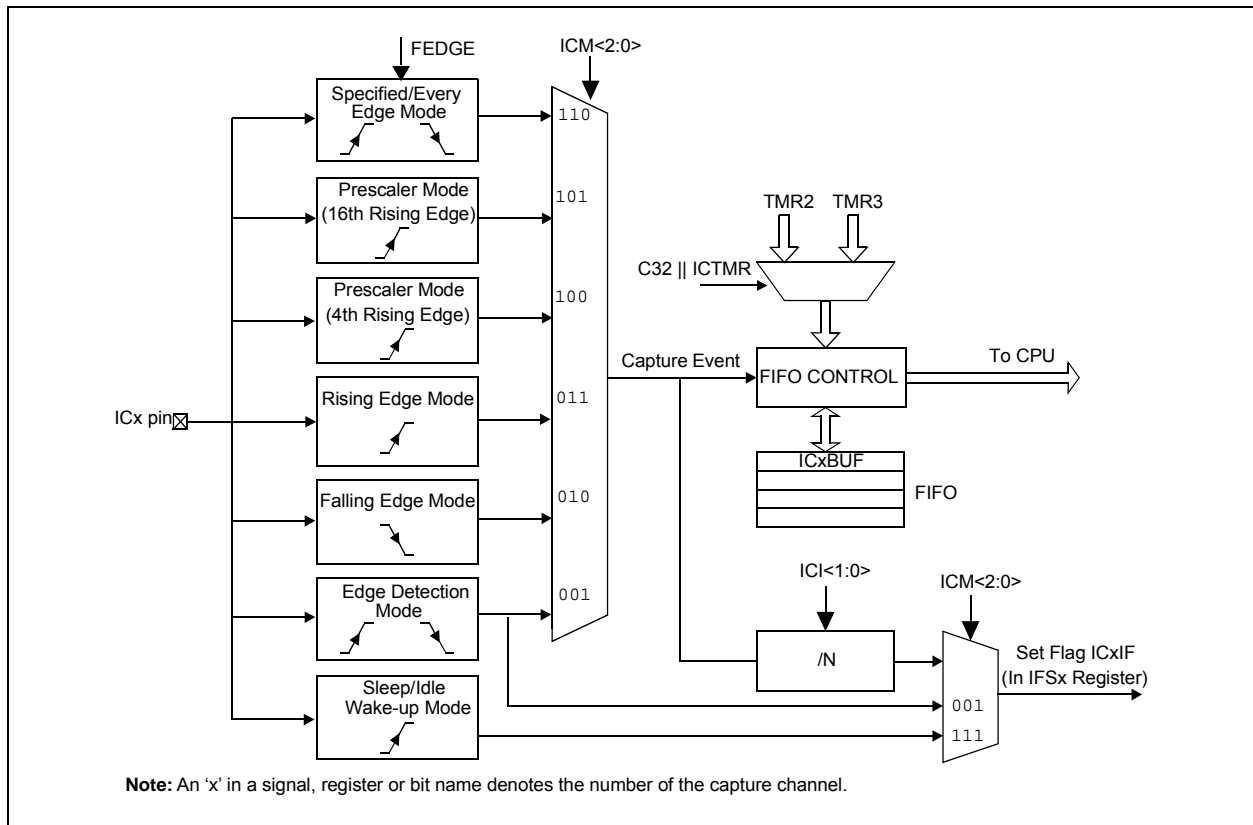 FEDGE
ICM<2:0>
Specified/Every
Edge Mode
110
Prescaler Mode
(16th Rising Edge)
101
TMR2
TMR3
C32 || ICTMR
Prescaler Mode
(4th Rising Edge)
100
Capture Event
FIFO CONTROL
To CPU
ICx pin
Rising Edge Mode
011
ICxBUF
FIFO
Falling Edge Mode
010
ICI<1:0>
ICM<2:0>
Edge Detection
Mode
001
/N
Set Flag ICxIF
(In IFSx Register)
Sleep/Idle
Wake-up Mode
001
111
Note: An ‘x’ in a signal, register or bit name denotes the number of the capture channel.